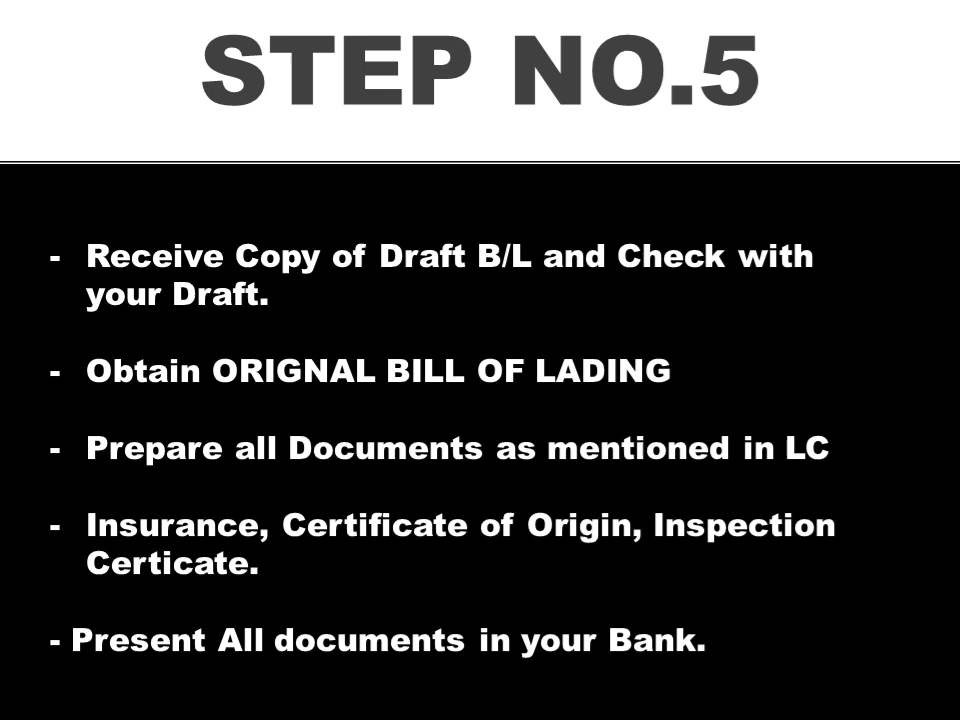 STEP NO.5
- Receive Copy of Draft B/L and Check with
your Draft.
- Obtain ORIGNAL BILL OF LADING
- Prepare all Documents as mentioned in LC
- Insurance, Certificate of Origin, Inspection
Certicate.
- Present All documents in your Bank.